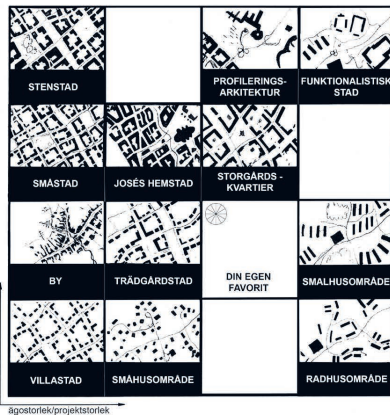 STENSTAD
PROFILERINGS-
ARKITEKTUR
FUNKTIONALISTISK
STAD
SMÅSTAD
JOSÉS HEMSTAD
STORGÅRDS -
KVARTIER
BY
TRÄDGÅRDSTAD
DIN EGEN
FAVORIT
SMALHUSOMRÅDE
VILLASTAD
SMÅHUSOMRÅDE
RADHUSOMRÅDE
ägostorlek/projektstorlek